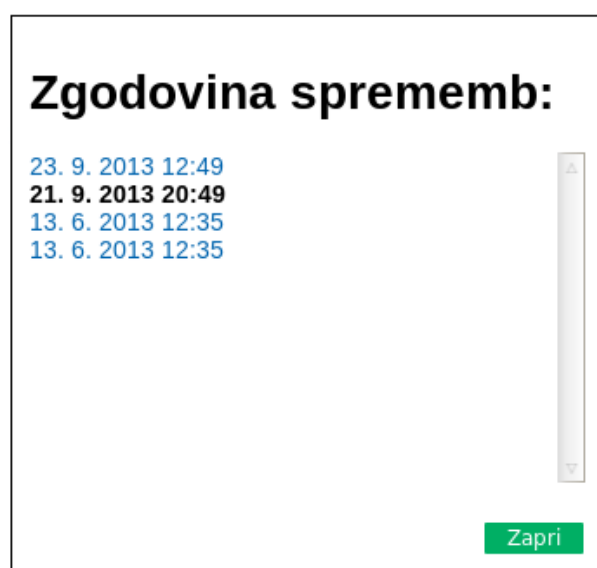 Zgodovina sprememb:
23. 9. 2013 12:49
21. 9. 2013 20:49
13. 6. 2013 12:35
13. 6. 2013 12:35
Zapri